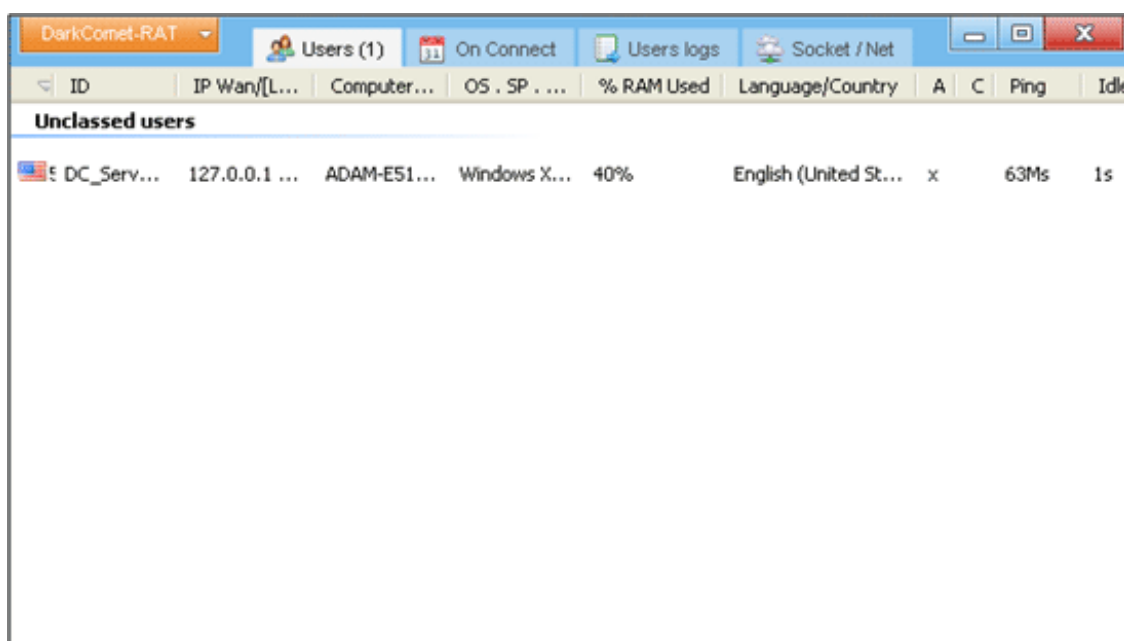 DarkComet-RAT Users (1) On Connect Users logs Socket / Net
ID IP Wan/[L... Computer... OS . SP . ... % RAM Used Language/Country A C Ping Idle
Unclassed users
DC_Serv... 127.0.0.1 ... ADAM-E51... Windows X... 40% English (United St... x 63Ms 1s